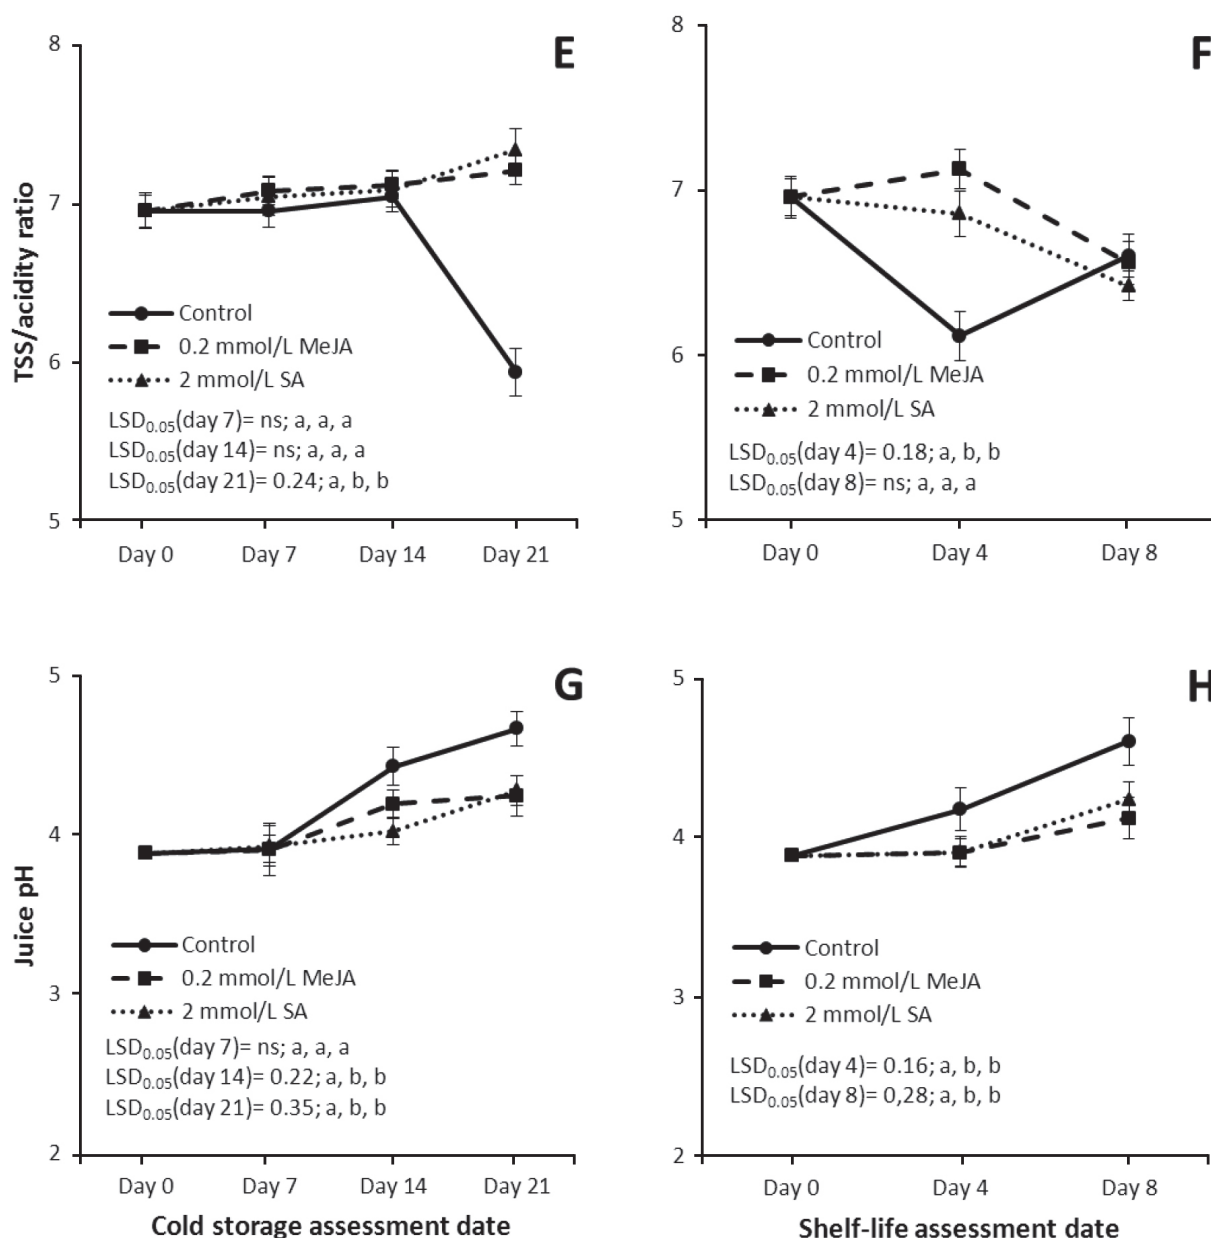 E
8
7
6
5
TSS/acidity ratio
Control
0.2 mmol/L MeJA
2 mmol/L SA
LSD0.05(day 7)= ns; a, a, a
LSD0.05(day 14)= ns; a, a, a
LSD0.05(day 21)= 0.24; a, b, b
Day 0 Day 7 Day 14 Day 21
F
8
7
6
5
Control
0.2 mmol/L MeJA
2 mmol/L SA
LSD0.05(day 4)= 0.18; a, b, b
LSD0.05(day 8)= ns; a, a, a
Day 0 Day 4 Day 8
G
5
4
3
2
Juice pH
Control
0.2 mmol/L MeJA
2 mmol/L SA
LSD0.05(day 7)= ns; a, a, a
LSD0.05(day 14)= 0.22; a, b, b
LSD0.05(day 21)= 0.35; a, b, b
Day 0 Day 7 Day 14 Day 21
Cold storage assessment date
H
5
4
3
2
Control
0.2 mmol/L MeJA
2 mmol/L SA
LSD0.05(day 4)= 0.16; a, b, b
LSD0.05(day 8)= 0,28; a, b, b
Day 0 Day 4 Day 8
Shelf-life assessment date